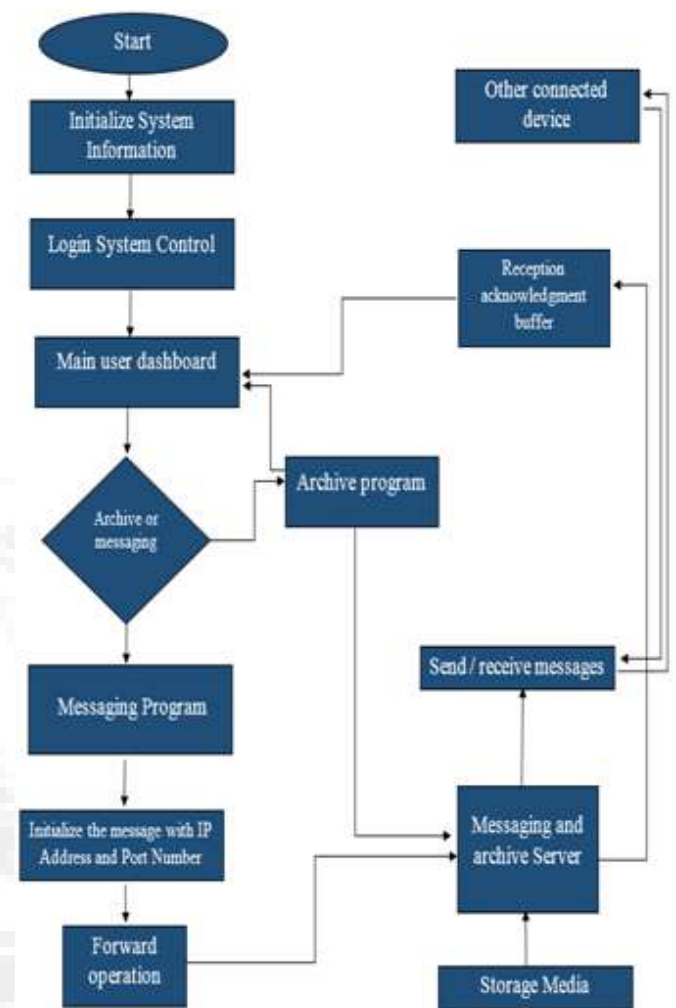 Start
Initialize System
Information
Login System Control
Main user dashboard
Archive or
messaging
Archive program
Messaging Program
Initialize the message with IP
Address and Port Number
Forward
operation
Other connected
device
Reception
acknowledgment
buffer
Send / receive messages
Messaging and
archive Server
Storage Media